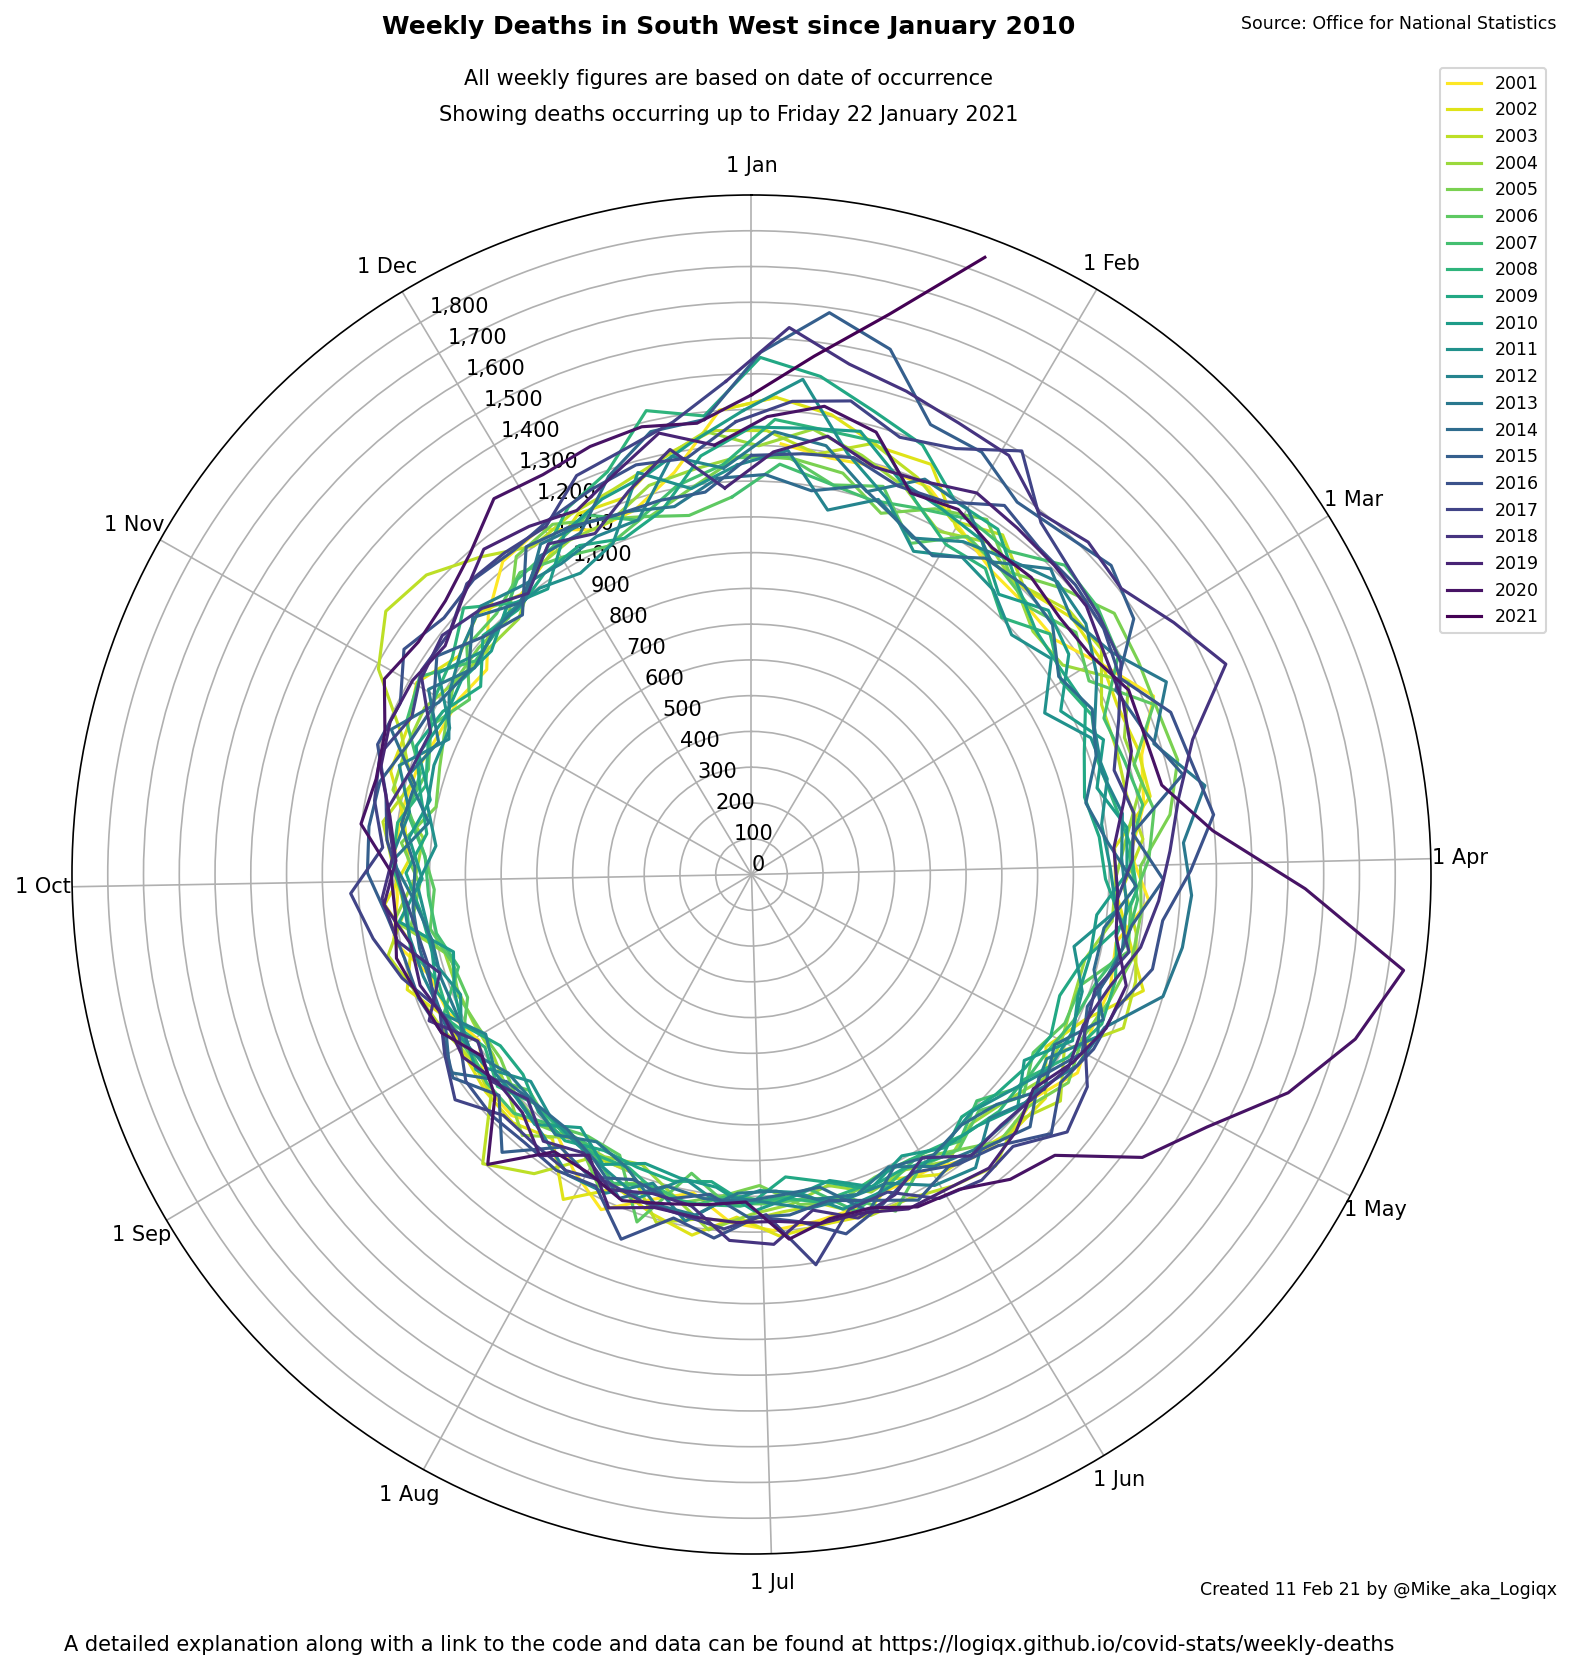 Weekly Deaths in South West since January 2010
Source: Office for National Statistics
All weekly figures are based on date of occurrence
Showing deaths occurring up to Friday 22 January 2021
2001
2002
2003
2004
2005
2006
2007
2008
2009
2010
2011
2012
2013
2014
2015
2016
2017
2018
2019
2020
2021
1 Jan
1 Feb
1 Mar
1 Apr
1 May
1 Jun
1 Jul
1 Aug
1 Sep
1 Oct
1 Nov
1 Dec
1,800
1,700
1,600
1,500
1,400
1,300
1,200
1,100
1,000
900
800
700
600
500
400
300
200
100
0
Created 11 Feb 21 by @Mike_aka_Logiqx
A detailed explanation along with a link to the code and data can be found at https://logiqx.github.io/covid-stats/weekly-deaths